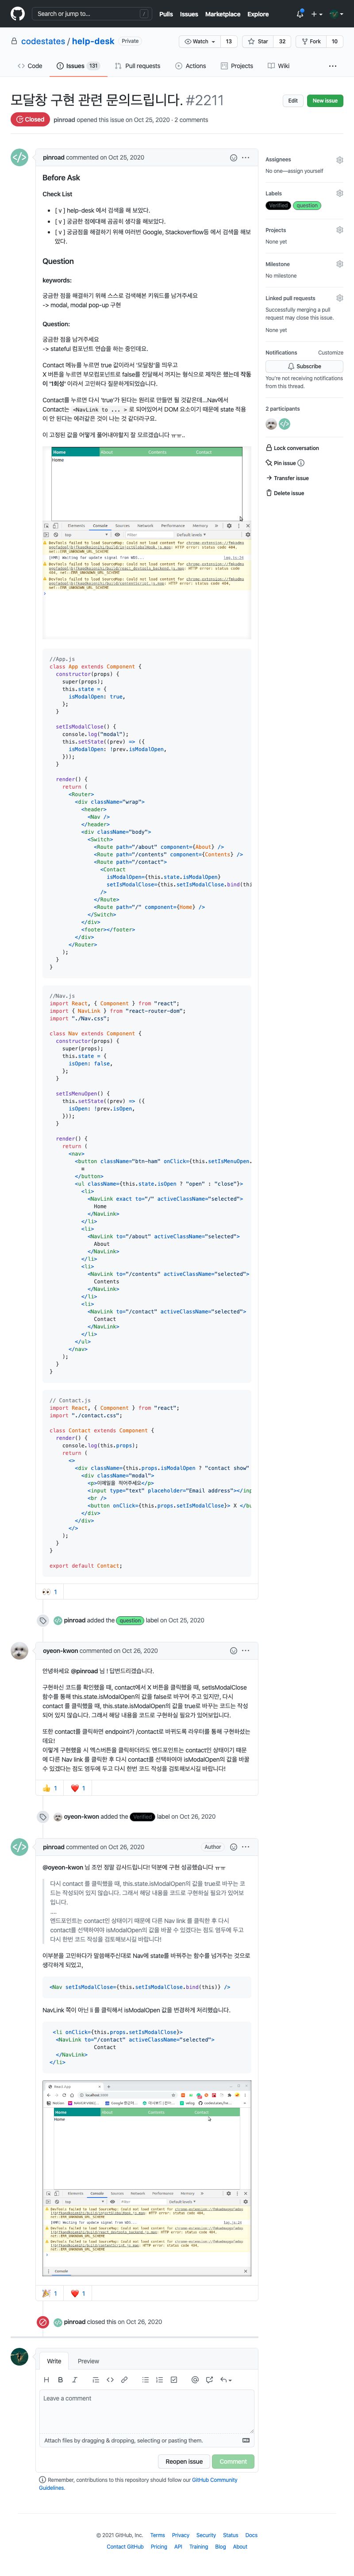 Search or jump to...
/
Pulls Issues Marketplace Explore
codestates / help-desk Private
Watch 13 Star 32 Fork 10
Code Issues 131 Pull requests Actions Projects Wiki
모달창 구현 관련 문의드립니다. #2211
Edit New issue
Closed pinroad opened this issue on Oct 25, 2020 · 2 comments
pinroad commented on Oct 25, 2020
Before Ask
Check List
[ v ] help-desk 에서 검색을 해 보았다.
[ v ] 궁금한 점에대해 곰곰히 생각을 해보았다.
[ v ] 궁금점을 해결하기 위해 여러번 Google, Stackoverflow등 에서 검색을 해보
았다.
Question
keywords:
궁금한 점을 해결하기 위해 스스로 검색해본 키워드를 남겨주세요
-> modal, modal pop-up 구현
Question:
궁금한 점을 남겨주세요
-> stateful 컴포넌트 연습을 하는 중인데요.
Contact 메뉴를 누르면 true 값이라서 '모달창'을 띄우고
X 버튼을 누르면 부모컴포넌트로 false를 전달해서 꺼지는 형식으로 제작은 했는데 작동
이 '1회성' 이라서 고민하다 질문하게되었습니다.
Contact를 누르면 다시 'true'가 된다는 원리로 만들면 될 것같은데...Nav에서
Contact는 <NavLink to ... > 로 되어있어서 DOM 요소이기 때문에 state 적용
이 안 된다는 에러같은 것이 나는 것 같더라구요.
이 고정된 값을 어떻게 풀어내야할지 잘 모르겠습니다 ㅠㅠ..
Home About Contents Contact
Home
Elements Console Sources Network Performance Memory
top Filter Default levels
//App.js
class App extends Component {
constructor(props) {
super(props);
this.state = {
isModalOpen: true,
};
}
setIsModalClose() {
console.log("modal");
this.setState((prev) => ({
isModalOpen: !prev.isModalOpen,
}));
}
render() {
return (
<Router>
<div className="wrap">
<header>
<Nav />
</header>
<div className="body">
<Switch>
<Route path="/about" component={About} />
<Route path="/contents" component={Contents} />
<Route path="/contact">
<Contact
isModalOpen={this.state.isModalOpen}
setIsModalClose={this.setIsModalClose.bind(thi
/>
</Route>
<Route path="/" component={Home} />
</Switch>
</div>
<footer></footer>
</div>
</Router>
);
}
}
//Nav.js
import React, { Component } from "react";
import { NavLink } from "react-router-dom";
import "./Nav.css";
class Nav extends Component {
constructor(props) {
super(props);
this.state = {
isOpen: false,
};
}
setIsMenuOpen() {
this.setState((prev) => ({
isOpen: !prev.isOpen,
}));
}
render() {
return (
<nav>
<button className="btn-ham" onClick={this.setIsMenuOpen.
</button>
<ul className={this.state.isOpen ? "open" : "close"}>
<li>
<NavLink exact to="/" activeClassName="selected">
Home
</NavLink>
</li>
<li>
<NavLink to="/about" activeClassName="selected">
About
</NavLink>
</li>
<li>
<NavLink to="/contents" activeClassName="selected">
Contents
</NavLink>
</li>
<li>
<NavLink to="/contact" activeClassName="selected">
Contact
</NavLink>
</li>
</ul>
</nav>
);
}
}
// Contact.js
import React, { Component } from "react";
import "./contact.css";
class Contact extends Component {
render() {
console.log(this.props);
return (
<>
<div className={this.props.isModalOpen ? "contact show"
<div className="modal">
<p>이메일을 적어주세요</p>
<input type="text" placeholder="Email address"></inp
<br />
<button onClick={this.props.setIsModalClose}> X </bu
</div>
</div>
</>
);
}
}
export default Contact;
1
pinroad added the question label on Oct 25, 2020
oyeon-kwon commented on Oct 26, 2020
안녕하세요 @pinroad 님 ! 답변드리겠습니다.
구현하신 코드를 확인했을 때, contact에서 X 버튼을 클릭했을 때, setIsModalClose
함수를 통해 this.state.isModalOpen의 값을 false로 바꾸어 주고 있지만, 다시
contact 를 클릭했을 때, this.state.isModalOpen의 값을 true로 바꾸는 코드는 작성
되어 있지 않습니다. 그래서 해당 내용을 코드로 구현하실 필요가 있어보입니다.
또한 contact를 클릭하면 endpoint가 /contact로 바뀌도록 라우터를 통해 구현하셨는
데요!
이렇게 구현했을 시 엑스버튼을 클릭하더라도 엔드포인트는 contact인 상태이기 때문
에 다른 Nav link 를 클릭한 후 다시 contact를 선택하여야 isModalOpen의 값을 바꿀
수 있겠다는 점도 염두에 두고 다시 한번 코드 작성을 검토해보시길 바랍니다!
1 1
oyeon-kwon added the Verified label on Oct 26, 2020
pinroad commented on Oct 26, 2020 Author
@oyeon-kwon 님 조언 정말 감사드립니다! 덕분에 구현 성공했습니다 ㅠㅠ
다시 contact 를 클릭했을 때, this.state.isModalOpen의 값을 true로 바꾸는 코
드는 작성되어 있지 않습니다. 그래서 해당 내용을 코드로 구현하실 필요가 있어보
입니다.
....
엔드포인트는 contact인 상태이기 때문에 다른 Nav link 를 클릭한 후 다시
contact를 선택하여야 isModalOpen의 값을 바꿀 수 있겠다는 점도 염두에 두고
다시 한번 코드 작성을 검토해보시길 바랍니다!
이부분을 고민하다가 말씀해주신대로 Nav에 state를 바꿔주는 함수를 넘겨주는 것으로
생각하게 되었고,
<Nav setIsModalClose={this.setIsModalClose.bind(this)} />
NavLink 쪽이 아닌 li 를 클릭해서 isModalOpen 값을 변경하게 처리했습니다.
<li onClick={this.props.setIsModalClose}>
<NavLink to="/contact" activeClassName="selected">
Contact
</NavLink>
</li>
React App
Home About Contents Contact
Home
Elements Console Sources Network Performance Memory
top Filter Default levels
Console
1 1
pinroad closed this on Oct 26, 2020
Write Preview
Leave a comment
Attach files by dragging & dropping, selecting or pasting them.
Reopen issue Comment
Remember, contributions to this repository should follow our GitHub Community
Guidelines.
Assignees
No one—assign yourself
Labels
Verified question
Projects
None yet
Milestone
No milestone
Linked pull requests
Successfully merging a pull
request may close this issue.
None yet
Notifications Customize
Subscribe
You're not receiving notifications
from this thread.
2 participants
Lock conversation
Pin issue
Transfer issue
Delete issue
© 2021 GitHub, Inc. Terms Privacy Security Status Docs
Contact GitHub Pricing API Training Blog About